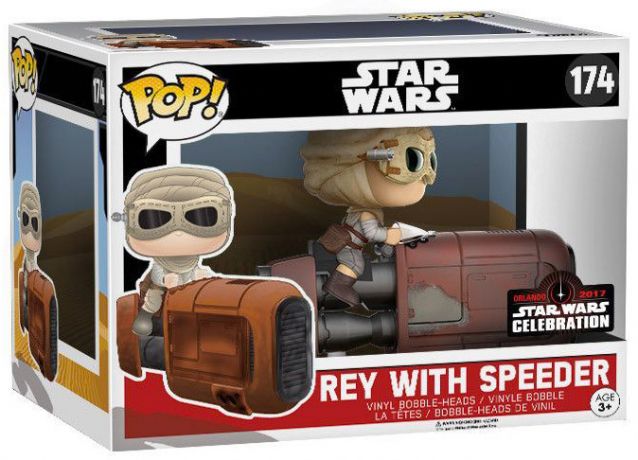 POP!
174
POP!
STAR
WARS
174
ORLANDO 2017
STAR WARS
CELEBRATION
REY WITH SPEEDER
VINYL BOBBLE-HEADS / VINYLE BOBBLE
LA TÊTES / BOBBLE-HEADS DE VINIL
AGE
3+